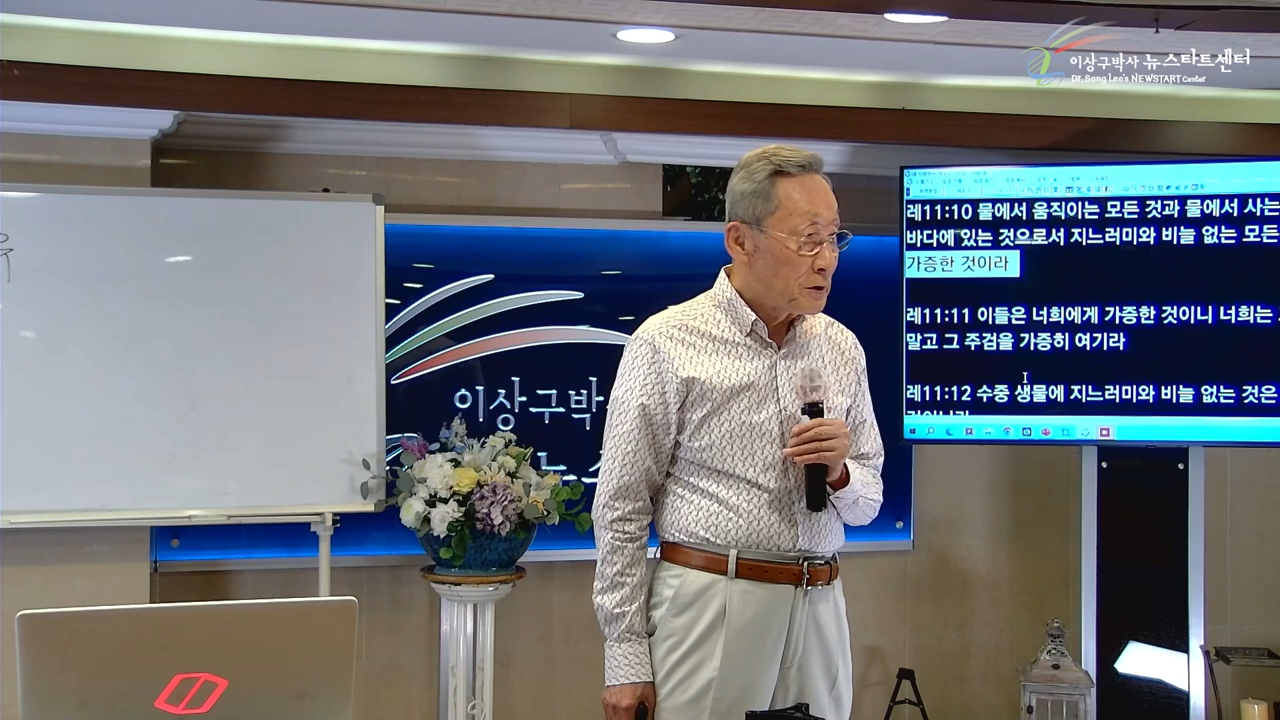 이상구박사 뉴스타트센터
Dr.Sang Lee's NEWSTART Center
레11:10 물에서 움직이는 모든 것과 물에서 사는
바다에 있는 것으로서 지느러미와 비늘 없는 모든
가증한 것이라
레11:11 이들은 너희에게 가증한 것이니 너희는
말고 그 주검을 가증히 여기라
레11:12 수중 생물에 지느러미와 비늘 없는 것은
이상구박
뉴스